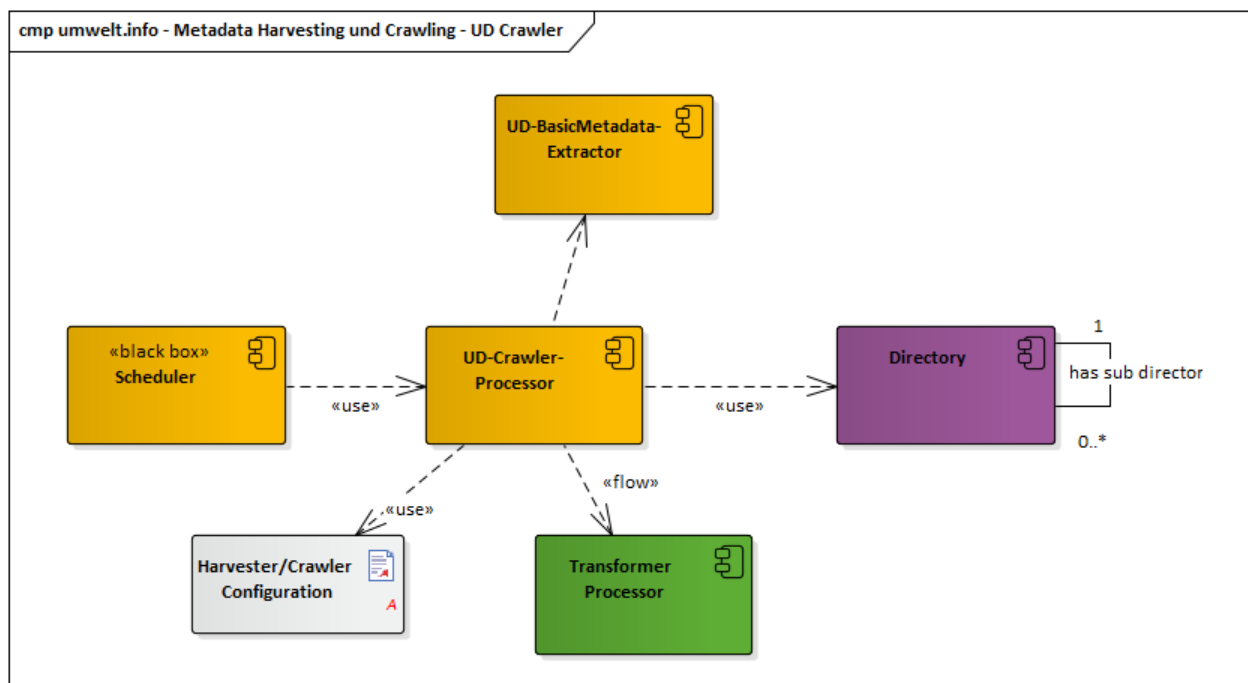 cmp umwelt.info - Metadata Harvesting und Crawling - UD Crawler
UD-BasicMetadata-
Extractor
«black box»
Scheduler
«use»
UD-Crawler-
Processor
«use»
Directory
1
has sub director
0..*
«use»
«flow»
Harvester/Crawler
Configuration
A
Transformer
Processor